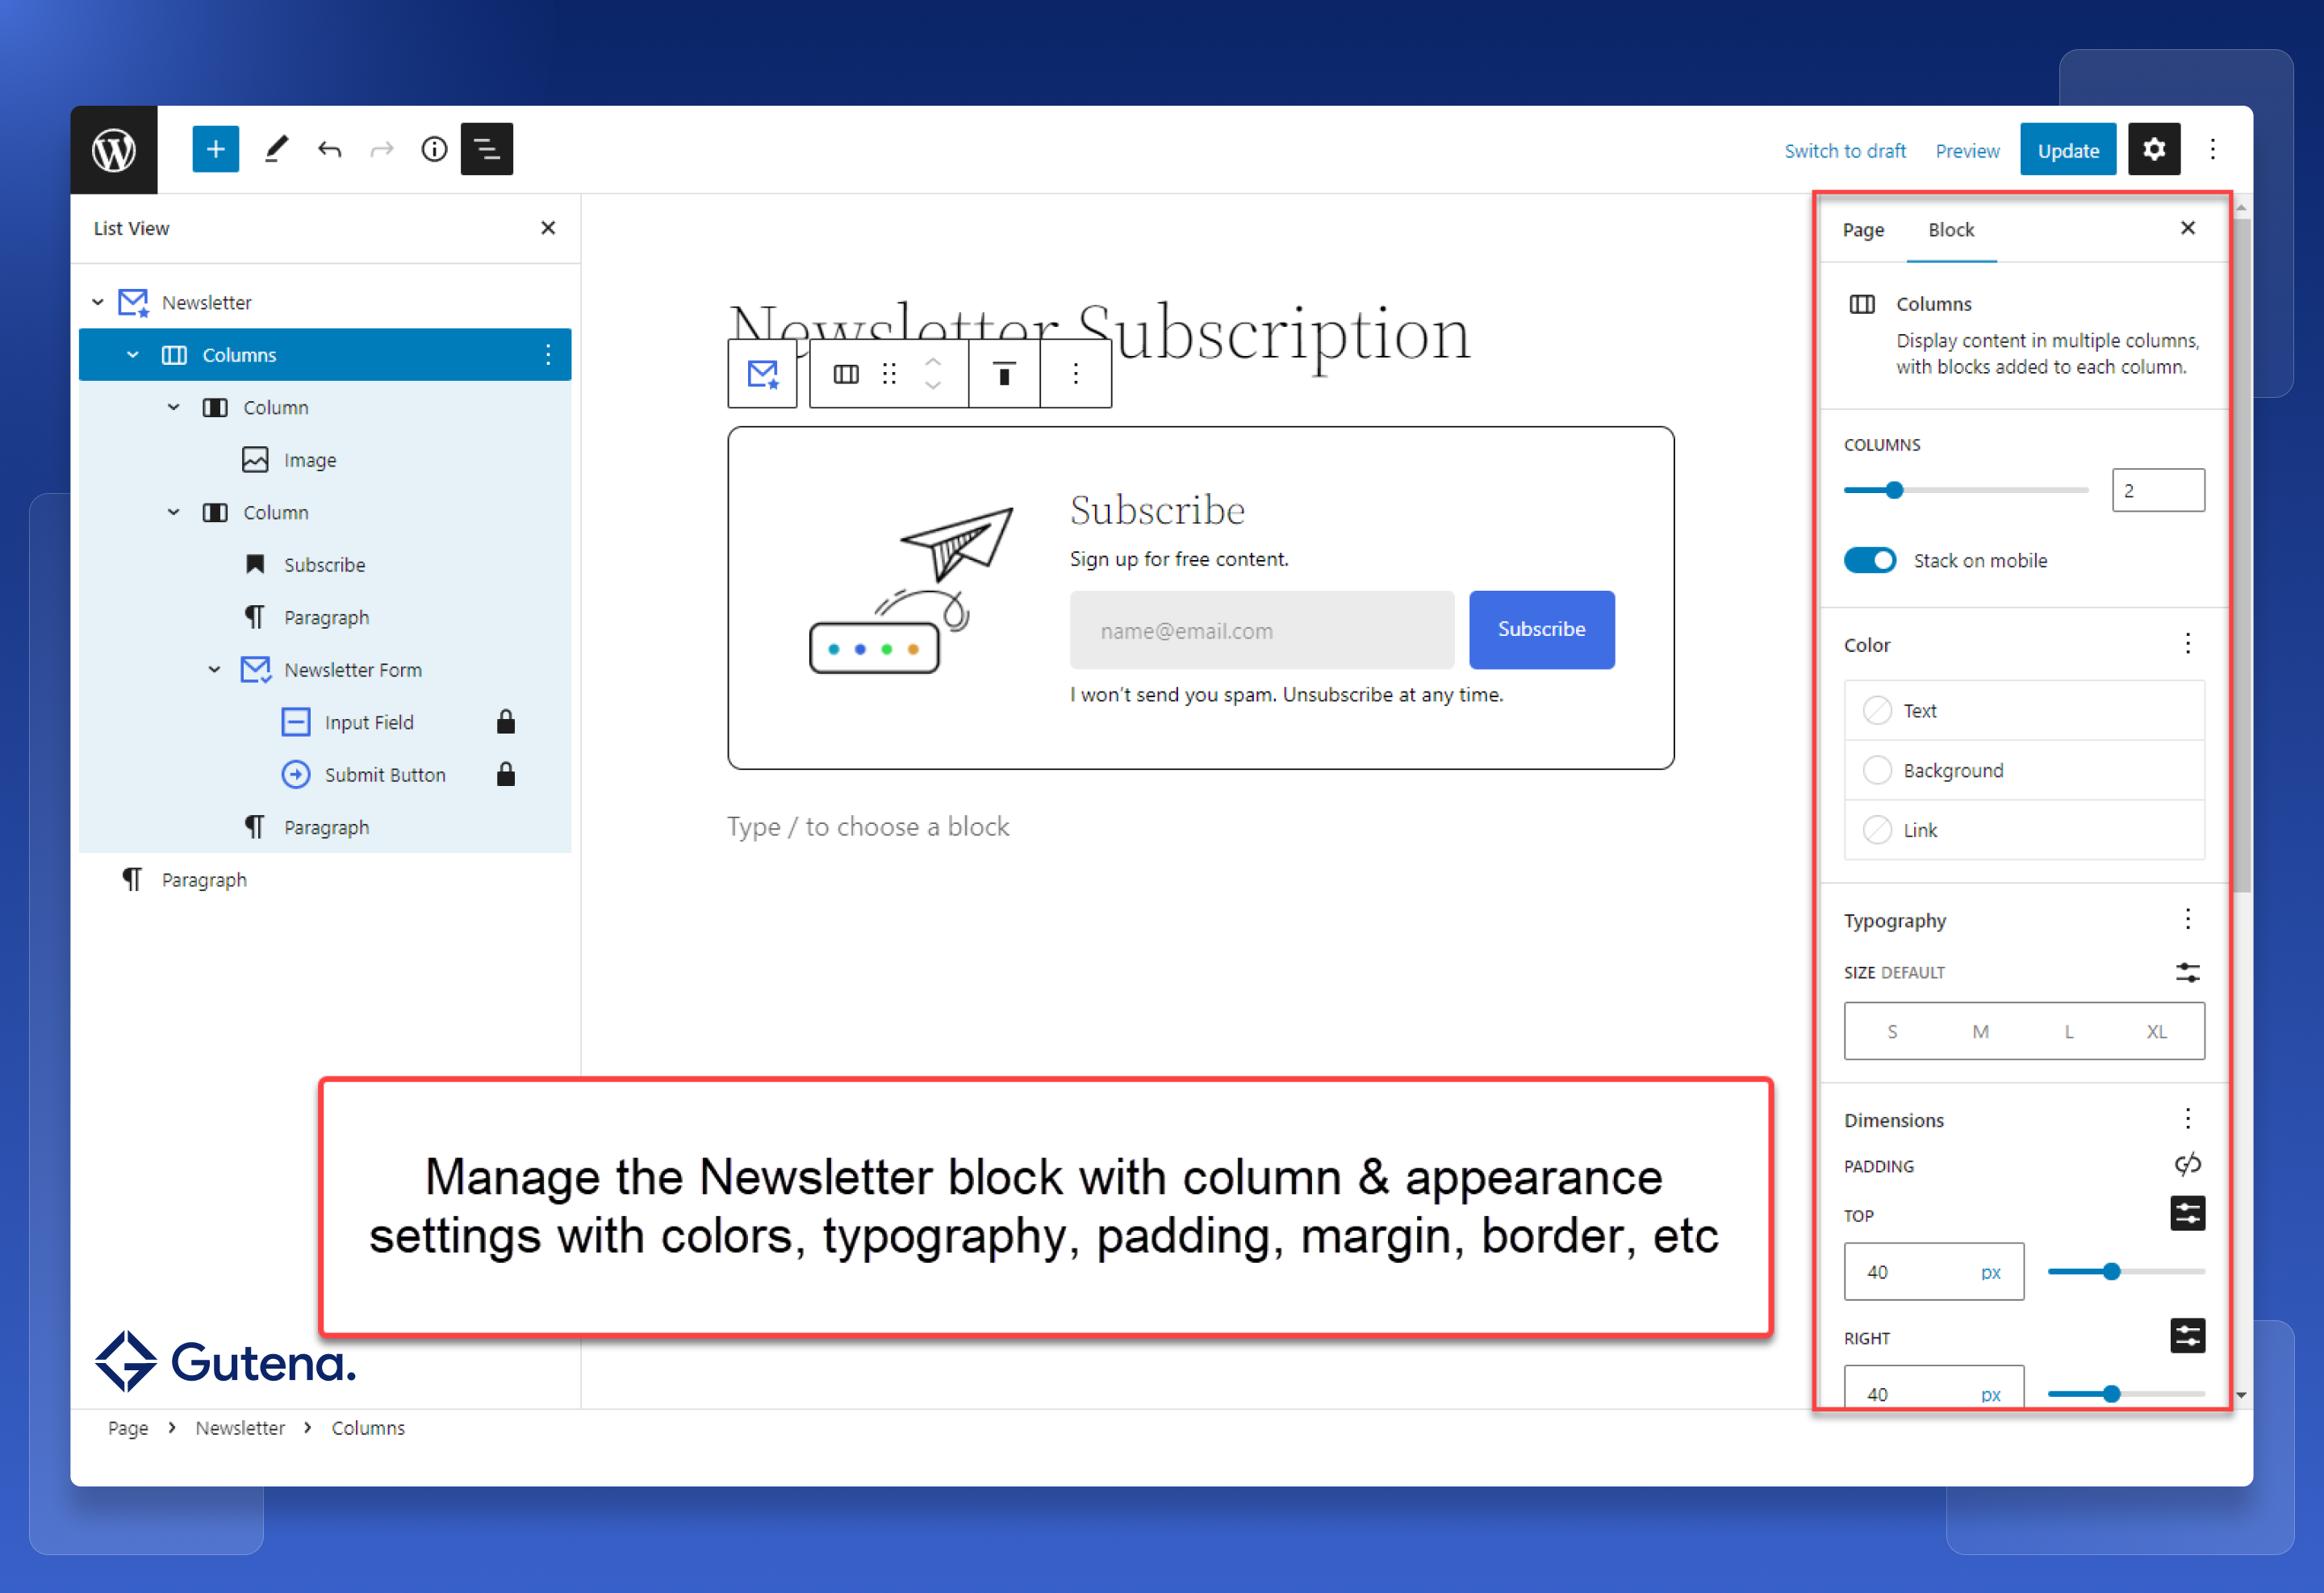 Switch to draft
Preview
Update
List View
Newsletter
Columns
Column
Image
Column
Subscribe
Paragraph
Newsletter Form
Input Field
Submit Button
Paragraph
Paragraph
Newsletter Subscription
Subscribe
Sign up for free content.
name@email.com
Subscribe
I won't send you spam. Unsubscribe at any time.
Type / to choose a block
Page
Block
Columns
Display content in multiple columns,
with blocks added to each column.
COLUMNS
2
Stack on mobile
Color
Text
Background
Link
Typography
SIZE DEFAULT
S M L XL
Dimensions
PADDING
TOP
40 px
RIGHT
40 px
Manage the Newsletter block with column & appearance
settings with colors, typography, padding, margin, border, etc
Gutena.
Page > Newsletter > Columns